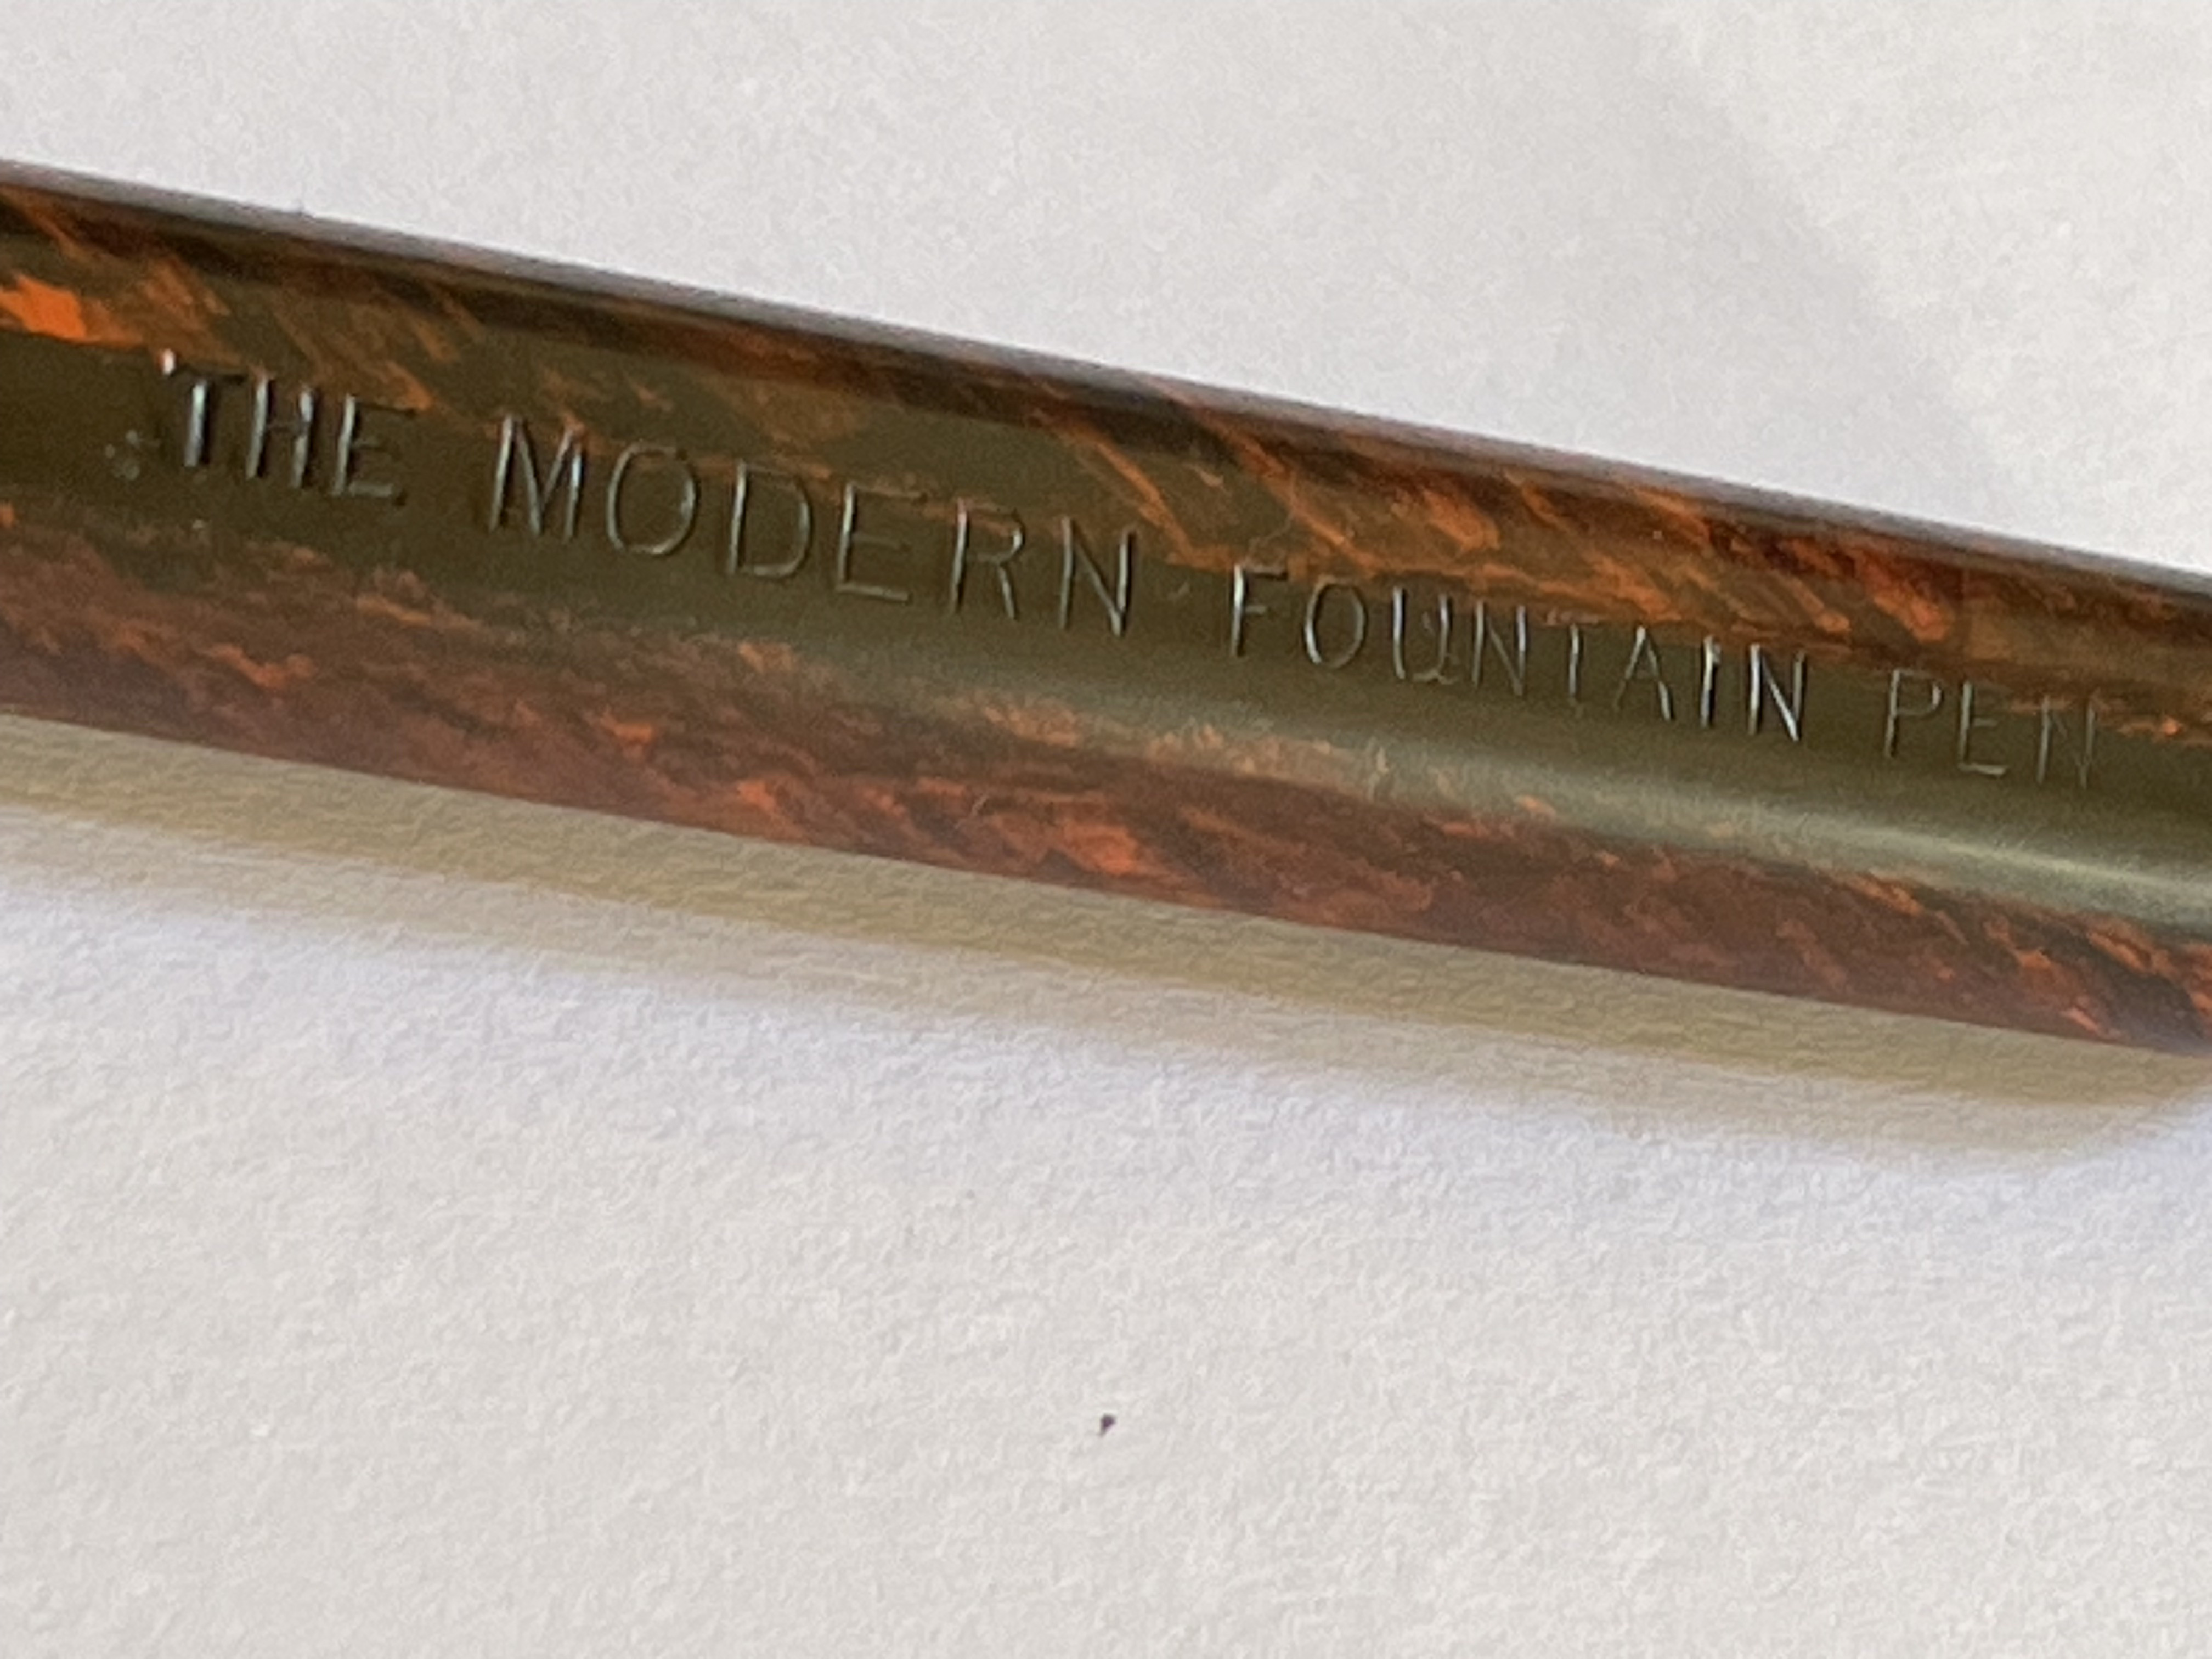 THE MODERN FOUNTAIN PEN